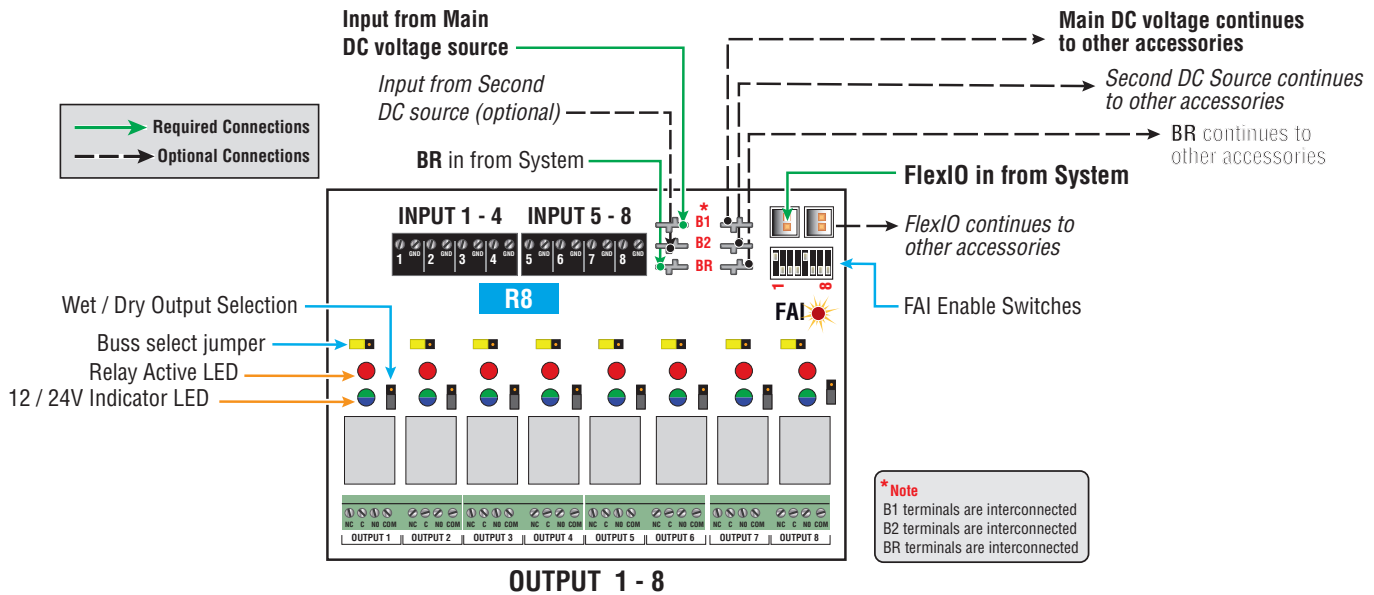 Input from Main
DC voltage source
Main DC voltage continues
to other accessories
Input from Second
DC source (optional)
Second DC Source continues
to other accessories
Required Connections
Optional Connections
BR in from System
BR continues to
other accessories
FlexIO in from System
FlexIO continues to
other accessories
INPUT 1 - 4
INPUT 5 - 8
*
B1
B2
BR
GND GND GND GND GND GND GND GND
1 2 3 4 5 6 7 8
1 8
R8
FAI
FAI Enable Switches
Wet / Dry Output Selection
Buss select jumper
Relay Active LED
12 / 24V Indicator LED
NC C NO COM NC C NO COM NC C NO COM NC C NO COM NC C NO COM NC C NO COM NC C NO COM NC C NO COM
OUTPUT 1 OUTPUT 2 OUTPUT 3 OUTPUT 4 OUTPUT 5 OUTPUT 6 OUTPUT 7 OUTPUT 8
OUTPUT 1 - 8
*Note
B1 terminals are interconnected
B2 terminals are interconnected
BR terminals are interconnected